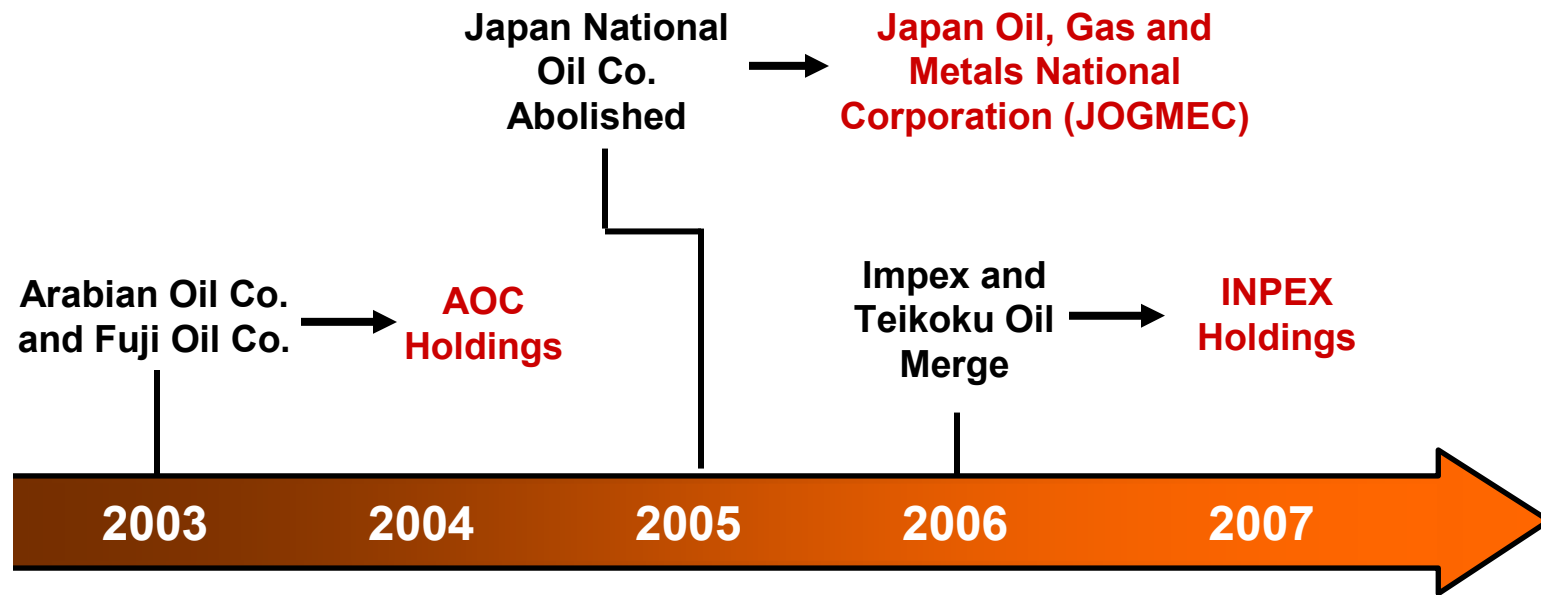 Japan National
Oil Co.
Abolished
Japan Oil, Gas and
Metals National
Corporation (JOGMEC)
Arabian Oil Co.
and Fuji Oil Co.
AOC
Holdings
Impex and
Teikoku Oil
Merge
INPEX
Holdings
2003
2004
2005
2006
2007